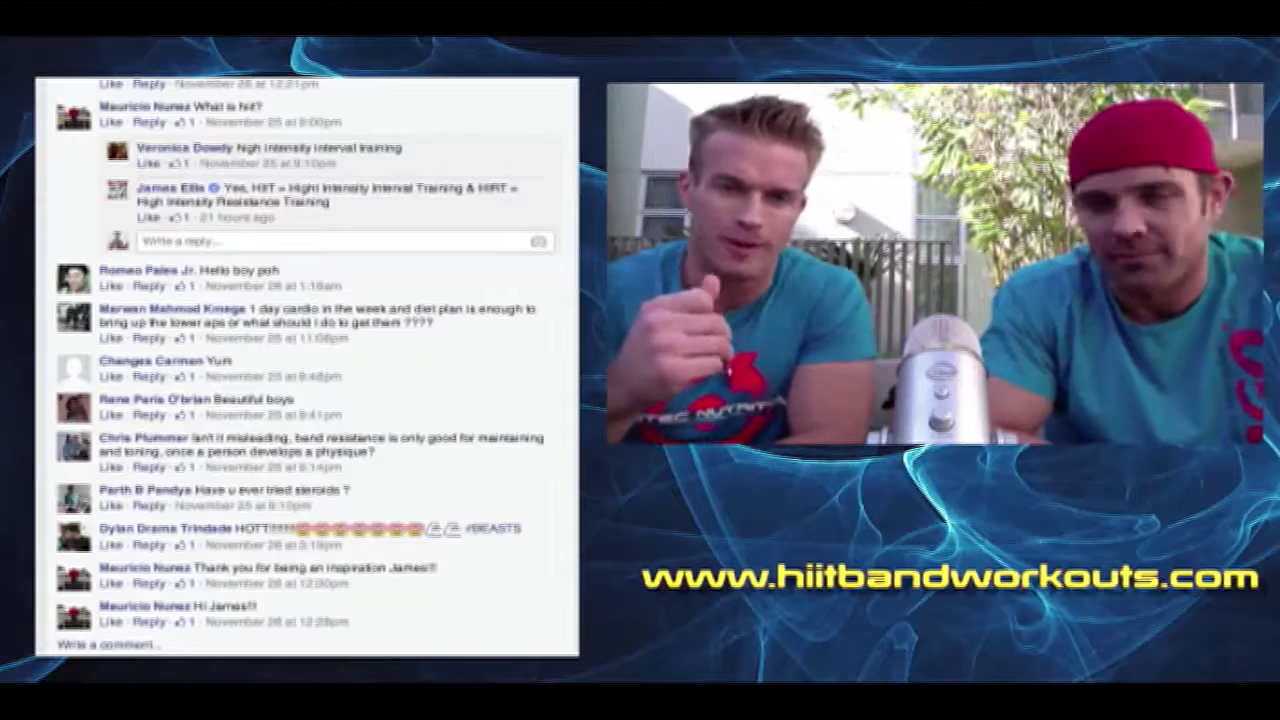 Like · Reply · November 26 at 12:21pm
Mauricio Nunez What is hiit?
Like · Reply · 1 · November 25 at 9:00pm
Veronica Dowdy high intensity interval training
Like · 1 · November 25 at 9:10pm
James Ellis Yes, HIIT = Hight Intensity Interval Training & HIRT =
High Intensity Resistance Training
Like · 1 · 21 hours ago
Write a reply...
Romeo Pales Jr. Hello boy poh
Like · Reply · 1 · November 26 at 1:16am
Marwan Mahmod Kmega 1 day cardio in the week and diet plan is enough to
bring up the lower aps or what should i do to get them ????
Like · Reply · 1 · November 25 at 11:08pm
Changes Carmen Yum
Like · Reply · 1 · November 25 at 9:48pm
Rene Paris O'brian Beautiful boys
Like · Reply · 1 · November 25 at 9:41pm
Chris Plummer Isn't it misleading, band resistance is only good for maintaining
and toning, once a person develops a physique?
Like · Reply · 1 · November 25 at 9:14pm
Parth B Pandya Have u ever tried steroids ?
Like · Reply · November 25 at 9:10pm
Dylan Drama Trindade HOTT!!!!!! #BEASTS
Like · Reply · 1 · November 26 at 3:19pm
Mauricio Nunez Thank you for being an inspiration James!!!
Like · Reply · 1 · November 26 at 12:30pm
Mauricio Nunez Hi James!!!
Like · Reply · 1 · November 26 at 12:28pm
Write a comment...
TEC NUTRITI
www.hiitbandworkouts.com